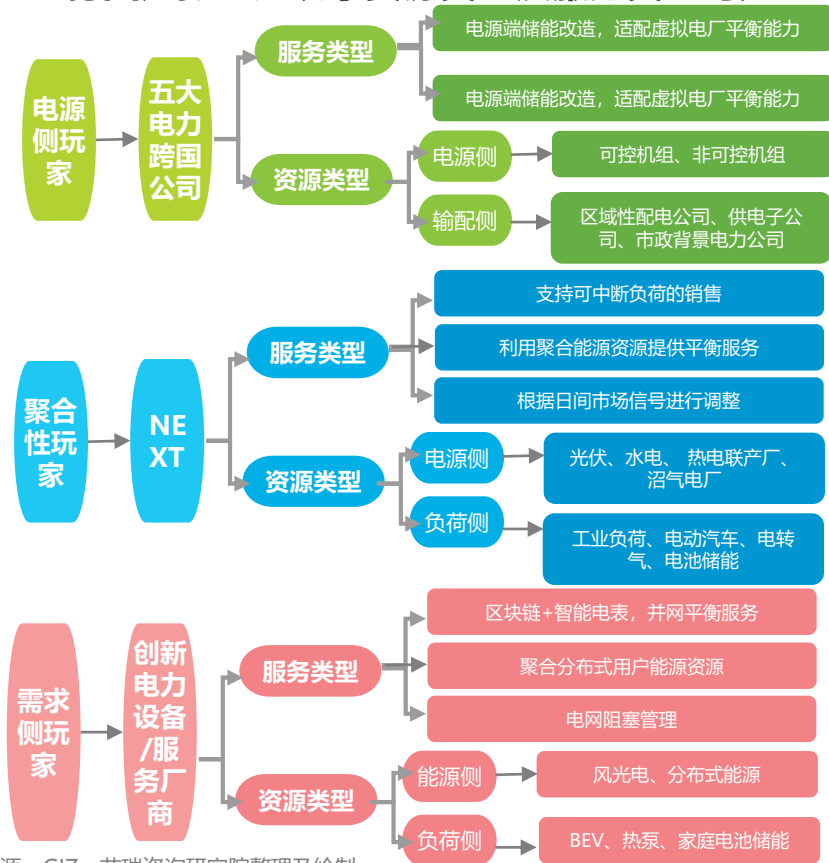 电源
侧玩
家
五大
电力
跨国
公司
服务类型
电源端储能改造，适配虚拟电厂平衡能力
电源端储能改造，适配虚拟电厂平衡能力
资源类型
电源侧
可控机组、非可控机组
输配侧
区域性配电公司、供电子公
司、市政背景电力公司
聚合
性玩
家
NE
XT
服务类型
支持可中断负荷的销售
利用聚合能源资源提供平衡服务
根据日间市场信号进行调整
资源类型
电源侧
光伏、水电、 热电联产厂、
沼气电厂
负荷侧
工业负荷、电动汽车、电转
气、电池储能
需求
侧玩
家
创新
电力
设备
/服
务厂
商
服务类型
区块链+智能电表，并网平衡服务
聚合分布式用户能源资源
电网阻塞管理
资源类型
能源侧
风光电、分布式能源
负荷侧
BEV、热泵、家庭电池储能